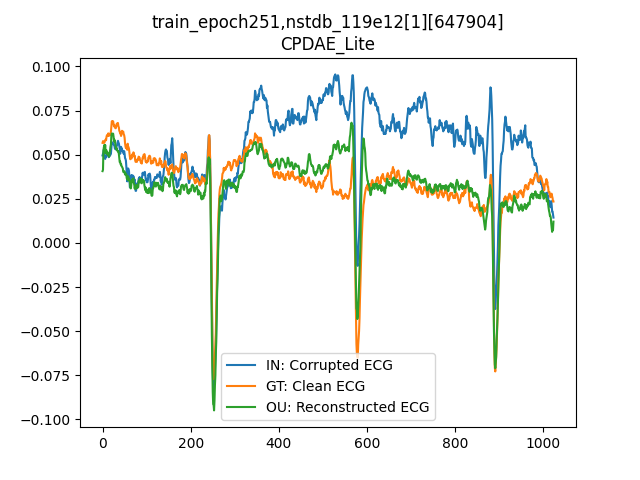 train_epoch251,nstdb_119e12[1][647904]
CPDAE_Lite
0.100
0.075
0.050
0.025
0.000
−0.025
−0.050
−0.075
−0.100
IN: Corrupted ECG
GT: Clean ECG
OU: Reconstructed ECG
0 200 400 600 800 1000